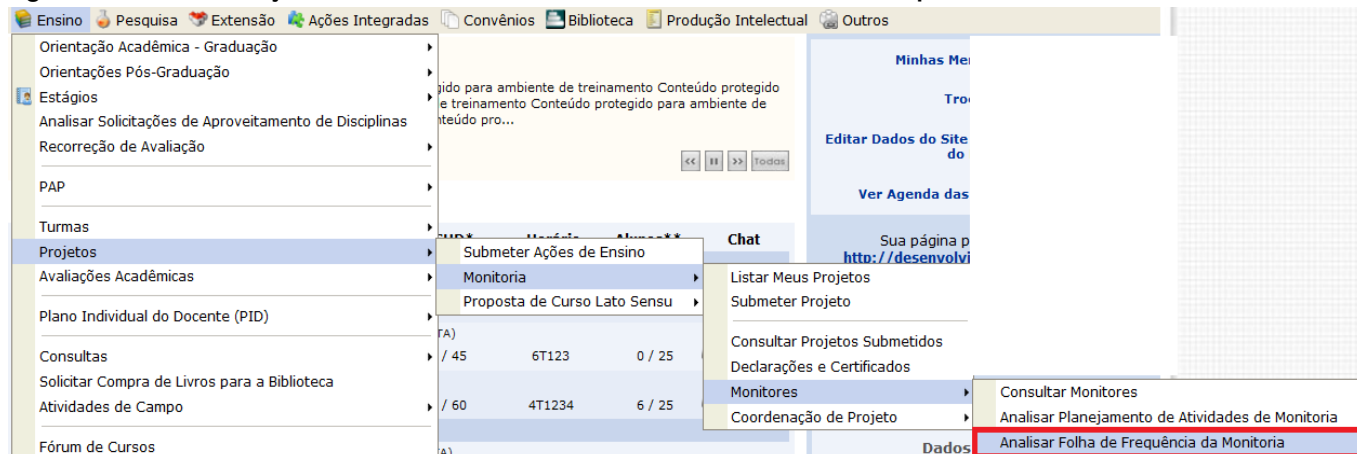 Ensino Pesquisa Extensão Ações Integradas Convênios Biblioteca Produção Intelectual Outros
Orientação Acadêmica - Graduação
Orientações Pós-Graduação
Estágios
Analisar Solicitações de Aproveitamento de Disciplinas
Recorreção de Avaliação
PAP
Turmas
Projetos
Avaliações Acadêmicas
Plano Individual do Docente (PID)
Consultas
Solicitar Compra de Livros para a Biblioteca
Atividades de Campo
Fórum de Cursos
gido para ambiente de treinamento Conteúdo protegido
e treinamento Conteúdo protegido para ambiente de
teúdo pro...
<< II >> Todas
Chat
Submeter Ações de Ensino
Monitoria
Proposta de Curso Lato Sensu
TA)
/ 45 6T123 0 / 25
/ 60 4T1234 6 / 25
A)
Listar Meus Projetos
Submeter Projeto
Consultar Projetos Submetidos
Declarações e Certificados
Monitores
Coordenação de Projeto
Consultar Monitores
Analisar Planejamento de Atividades de Monitoria
Analisar Folha de Frequência da Monitoria
Minhas Me
Tro
Editar Dados do Site
do
Ver Agenda das
Sua página p
http://desenvolvi
Dados